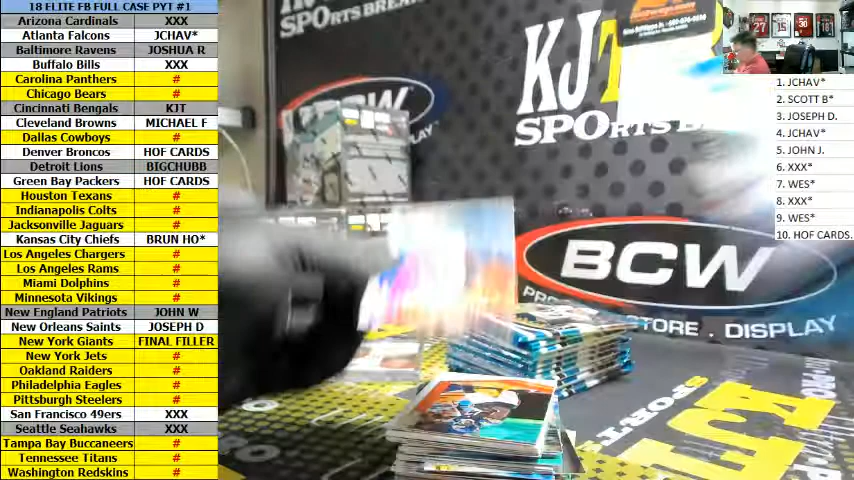 18 ELITE FB FULL CASE PYT #1
Arizona Cardinals XXX
Atlanta Falcons JCHAV*
Baltimore Ravens JOSHUA R
Buffalo Bills XXX
Carolina Panthers #
Chicago Bears #
Cincinnati Bengals KJT
Cleveland Browns MICHAEL F
Dallas Cowboys #
Denver Broncos HOF CARDS
Detroit Lions BIGCHUBB
Green Bay Packers HOF CARDS
Houston Texans #
Indianapolis Colts #
Jacksonville Jaguars #
Kansas City Chiefs BRUN HO*
Los Angeles Chargers #
Los Angeles Rams #
Miami Dolphins #
Minnesota Vikings #
New England Patriots JOHN W
New Orleans Saints JOSEPH D
New York Giants FINAL FILLER
New York Jets #
Oakland Raiders #
Philadelphia Eagles #
Pittsburgh Steelers #
San Francisco 49ers XXX
Seattle Seahawks XXX
Tampa Bay Buccaneers #
Tennessee Titans #
Washington Redskins #
SPORTS BREA
KJT
SPORTS B
BCW
STORE . DISPLAY
1. JCHAV*
2. SCOTT B*
3. JOSEPH D.
4. JCHAV*
5. JOHN J.
6. XXX*
7. WES*
8. XXX*
9. WES*
10. HOF CARDS.